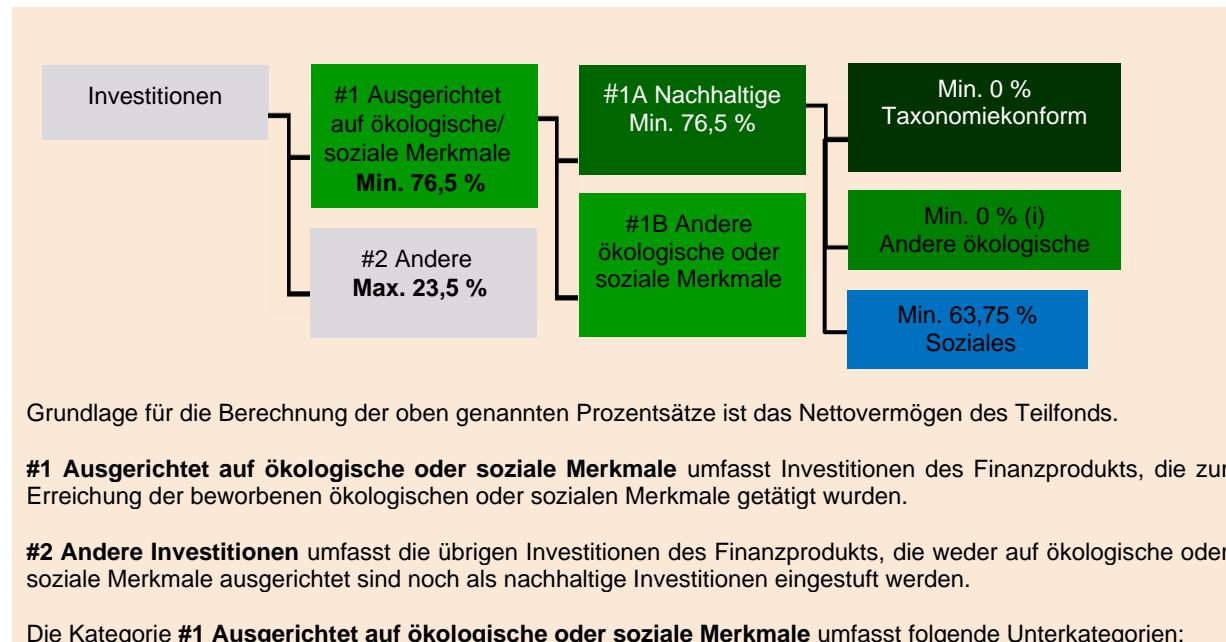 Investitionen
#1 Ausgerichtet
auf ökologische/
soziale Merkmale
Min. 76,5 %
#2 Andere
Max. 23,5 %
#1A Nachhaltige
Min. 76,5 %
#1B Andere
ökologische oder
soziale Merkmale
Min. 0 %
Taxonomiekonform
Min. 0 % (i)
Andere ökologische
Min. 63,75 %
Soziales
Grundlage für die Berechnung der oben genannten Prozentsätze ist das Nettovermögen des Teilfonds.
#1 Ausgerichtet auf ökologische oder soziale Merkmale umfasst Investitionen des Finanzprodukts, die zur
Erreichung der beworbenen ökologischen oder sozialen Merkmale getätigt wurden.
#2 Andere Investitionen umfasst die übrigen Investitionen des Finanzprodukts, die weder auf ökologische oder
soziale Merkmale ausgerichtet sind noch als nachhaltige Investitionen eingestuft werden.
Die Kategorie #1 Ausgerichtet auf ökologische oder soziale Merkmale umfasst folgende Unterkategorien: